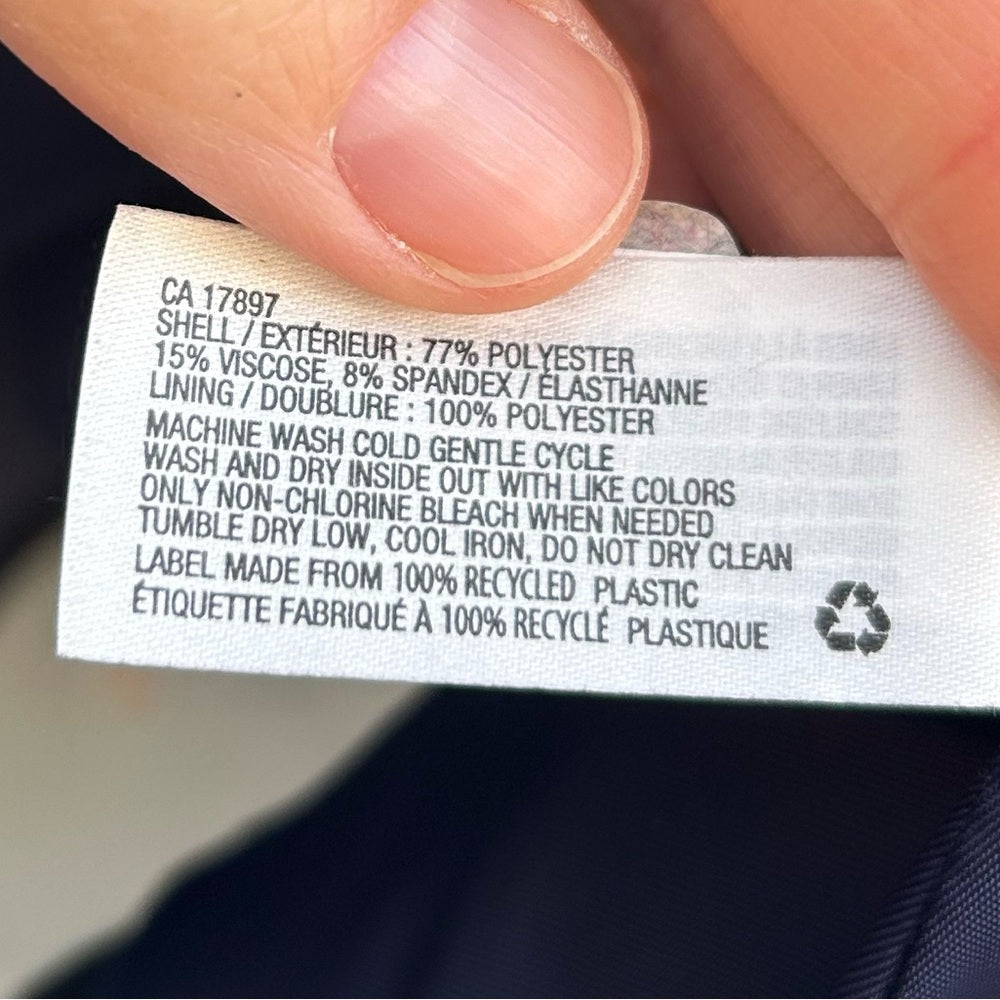 CA 17897
SHELL / EXTÉRIEUR : 77% POLYESTER
15% VISCOSE, 8% SPANDEX / ÉLASTHANNE
LINING / DOUBLURE : 100% POLYESTER
MACHINE WASH COLD GENTLE CYCLE
WASH AND DRY INSIDE OUT WITH LIKE COLORS
ONLY NON-CHLORINE BLEACH WHEN NEEDED
TUMBLE DRY LOW, COOL IRON, DO NOT DRY CLEAN
LABEL MADE FROM 100% RECYCLED PLASTIC
ÉTIQUETTE FABRIQUÉ À 100% RECYCLÉ PLASTIQUE